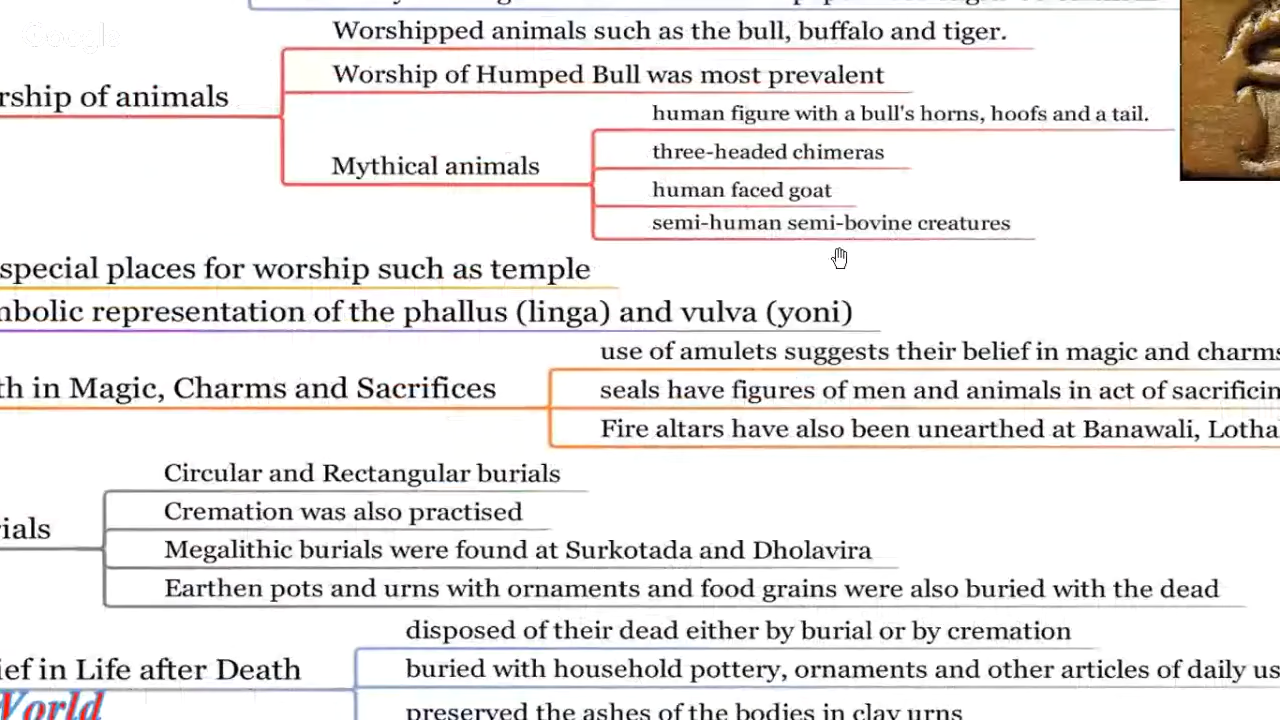 Google
Worshipped animals such as the bull, buffalo and tiger.
Worship of Humped Bull was most prevalent
rship of animals
human figure with a bull's horns, hoofs and a tail.
three-headed chimeras
Mythical animals
human faced goat
semi-human semi-bovine creatures
special places for worship such as temple
nbolic representation of the phallus (linga) and vulva (yoni)
use of amulets suggests their belief in magic and charms
th in Magic, Charms and Sacrifices
seals have figures of men and animals in act of sacrificin
Fire altars have also been unearthed at Banawali, Lotha
Circular and Rectangular burials
Cremation was also practised
rials
Megalithic burials were found at Surkotada and Dholavira
Earthen pots and urns with ornaments and food grains were also buried with the dead
disposed of their dead either by burial or by cremation
ief in Life after Death
buried with household pottery, ornaments and other articles of daily us
World
preserved the ashes of the bodies in clay urns